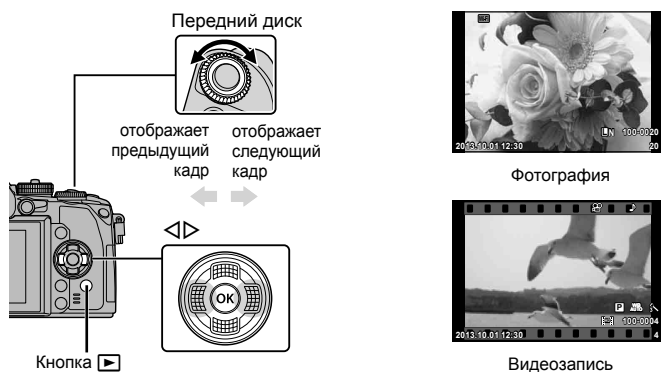 Передний диск
отображает
предыдущий
кадр
отображает
следующий
кадр
OK
Кнопка
N 100-0020
2013.10.01 12:30 20
Фотография
P
100-0004
2013.10.01 12:30 4
Видеозапись